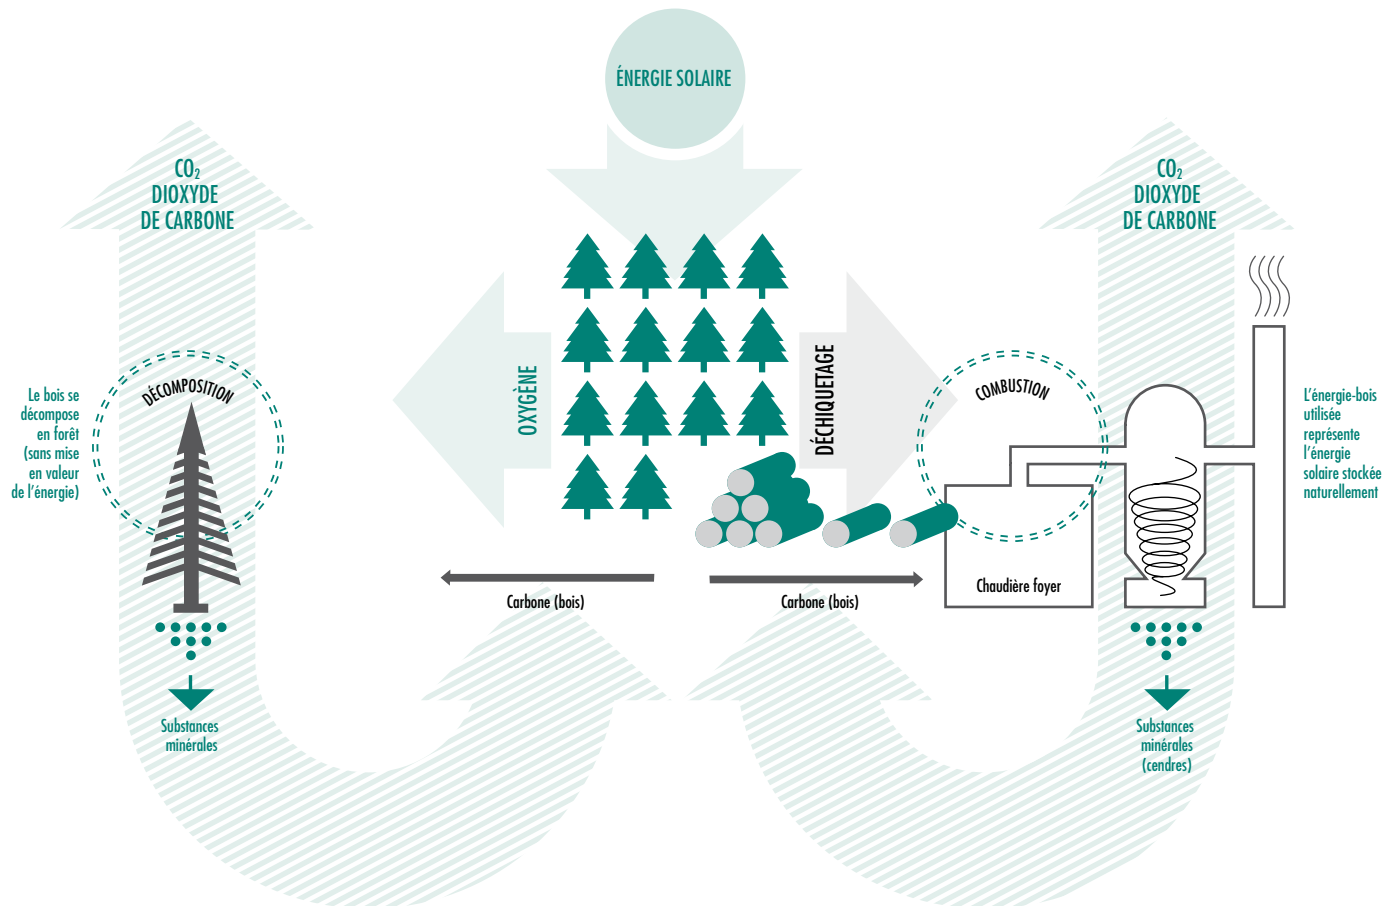 ÉNERGIE SOLAIRE
CO₂
DIOXYDE
DE CARBONE
CO₂
DIOXYDE
DE CARBONE
OXYGÈNE
DÉCHIQUETAGE
DÉCOMPOSITION
COMBUSTION
Le bois se
décompose
en forêt
(sans mise
en valeur
de l'énergie)
L'énergie-bois
utilisée
représente
l'énergie
solaire stockée
naturellement
Carbone (bois)
Carbone (bois)
Chaudière foyer
Substances
minérales
Substances
minérales
(cendres)